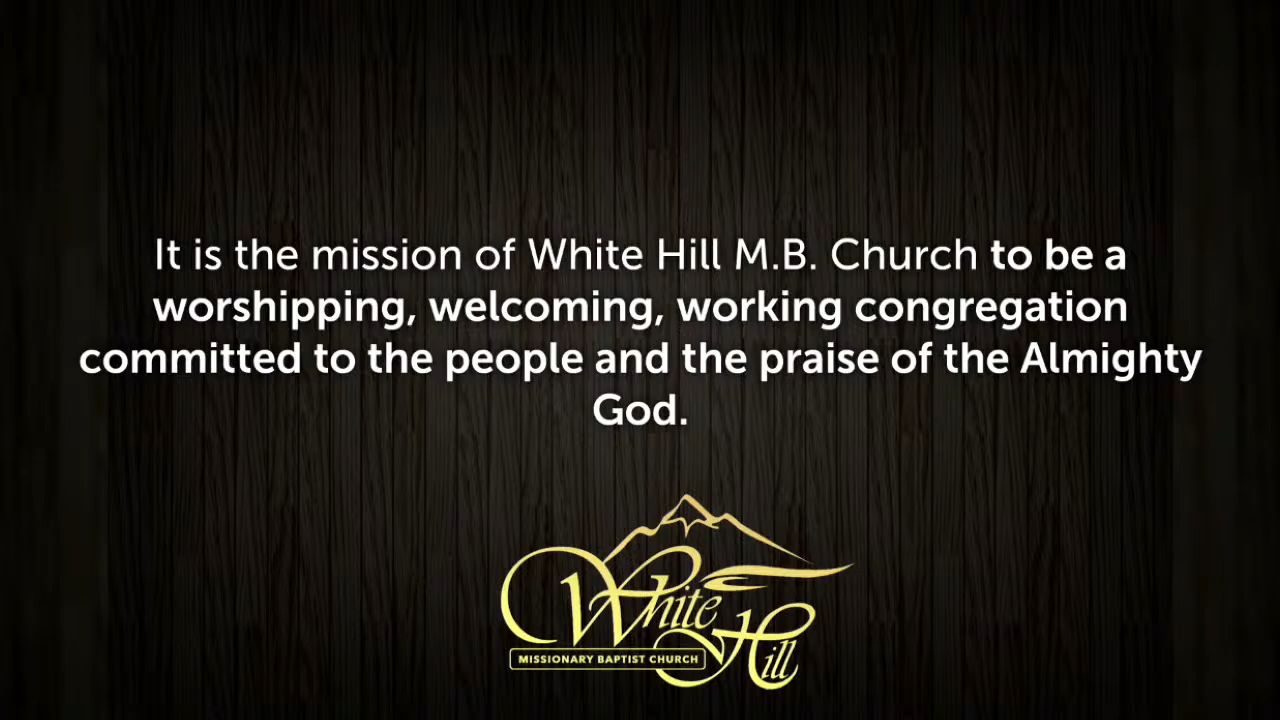 It is the mission of White Hill M.B. Church to be a
worshipping, welcoming, working congregation
committed to the people and the praise of the Almighty
God.
White
Hill
MISSIONARY BAPTIST CHURCH